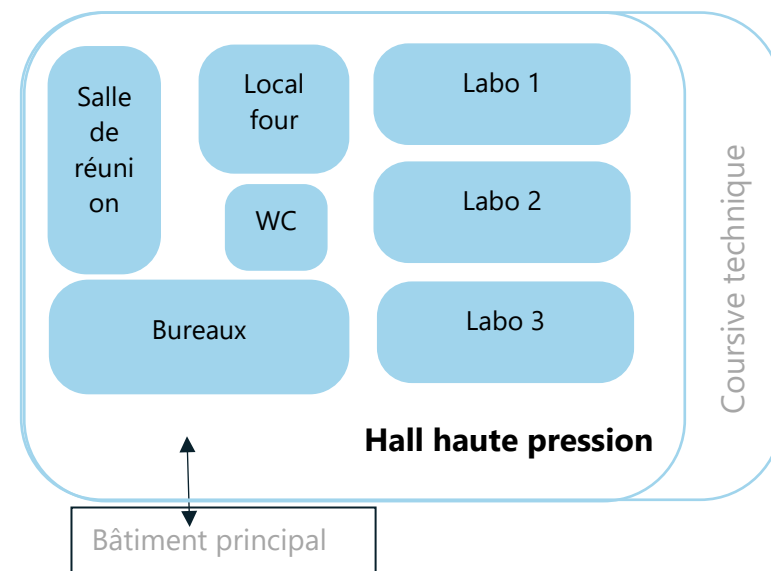 Salle
de
réuni
on
Local
four
WC
Bureaux
Labo 1
Labo 2
Labo 3
Hall haute pression
Coursive technique
Bâtiment principal